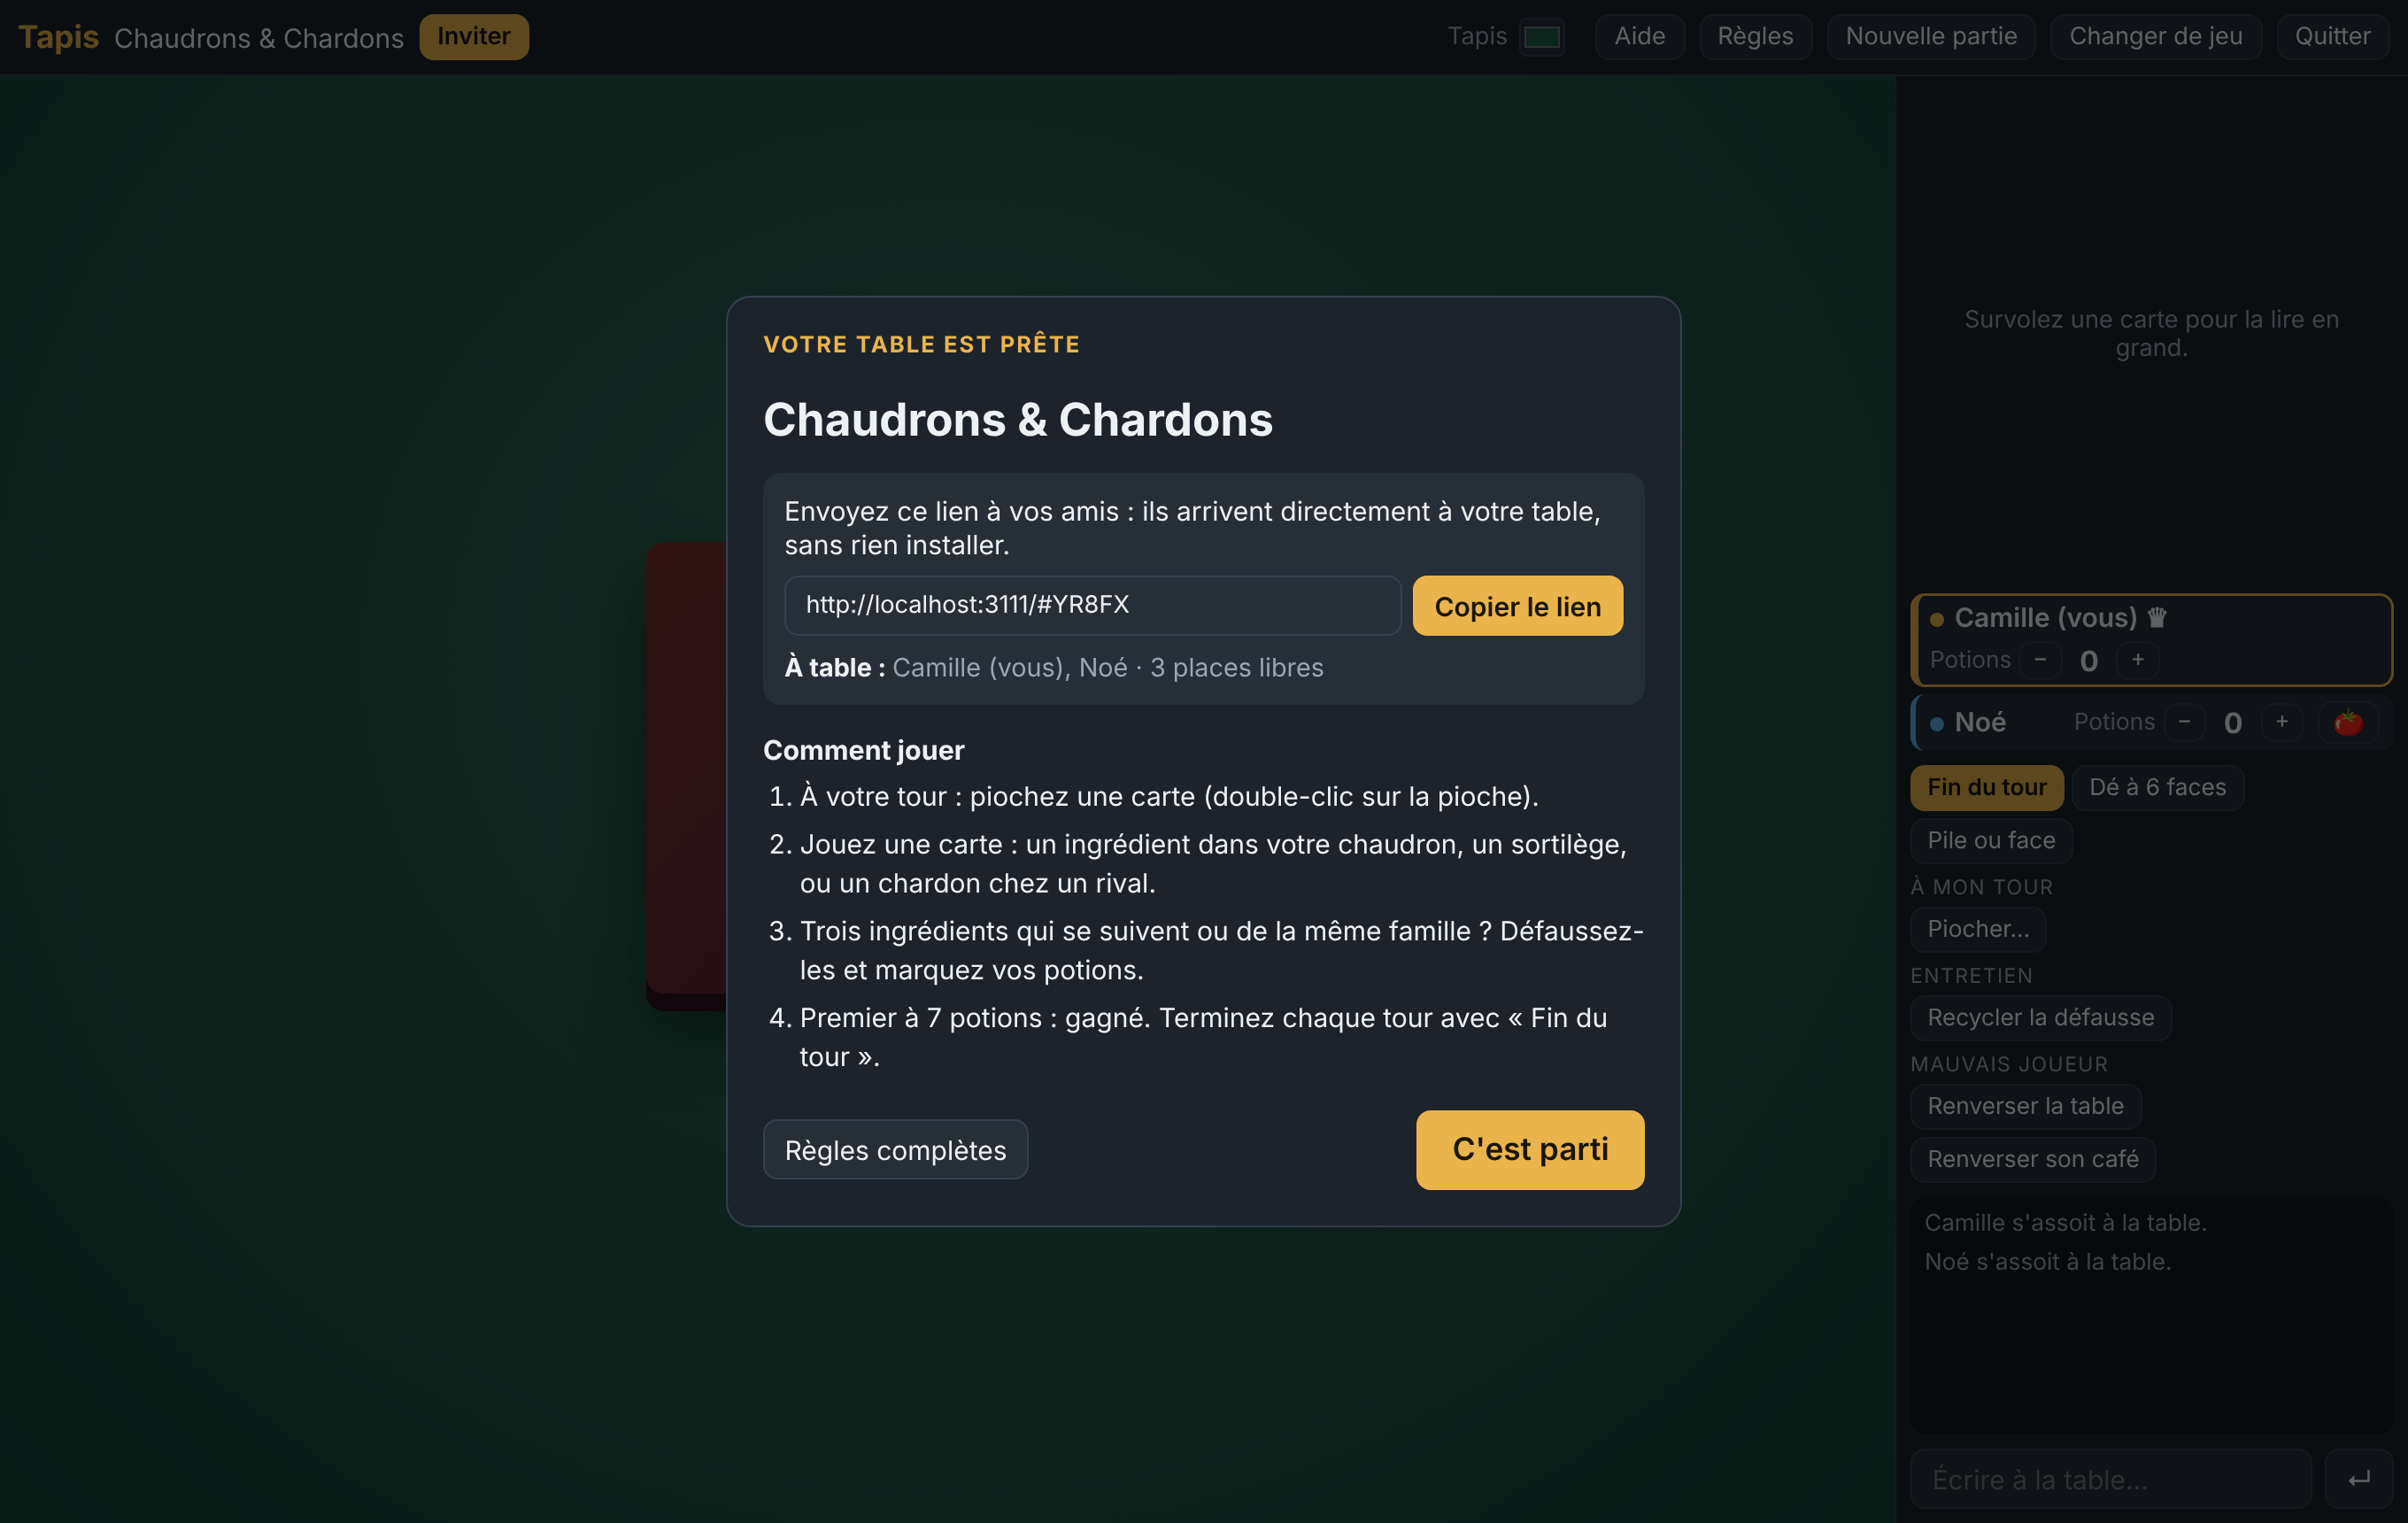 Tapis Chaudrons & Chardons Inviter
Tapis Aide Règles Nouvelle partie Changer de jeu Quitter
VOTRE TABLE EST PRÊTE
Chaudrons & Chardons
Envoyez ce lien à vos amis : ils arrivent directement à votre table,
sans rien installer.
http://localhost:3111/#YR8FX Copier le lien
À table : Camille (vous), Noé · 3 places libres
Comment jouer
1. À votre tour : piochez une carte (double-clic sur la pioche).
2. Jouez une carte : un ingrédient dans votre chaudron, un sortilège,
ou un chardon chez un rival.
3. Trois ingrédients qui se suivent ou de la même famille ? Défaussez-
les et marquez vos potions.
4. Premier à 7 potions : gagné. Terminez chaque tour avec « Fin du
tour ».
Règles complètes C'est parti
Survolez une carte pour la lire en
grand.
Camille (vous) ♛
Potions − 0 +
Noé Potions − 0 +
Fin du tour Dé à 6 faces
Pile ou face
À MON TOUR
Piocher...
ENTRETIEN
Recycler la défausse
MAUVAIS JOUEUR
Renverser la table
Renverser son café
Camille s'assoit à la table.
Noé s'assoit à la table.
Écrire à la table...